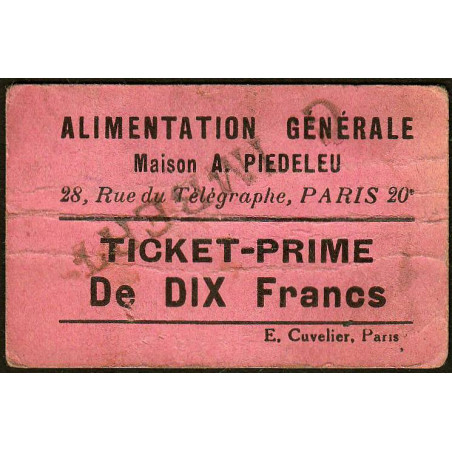 ALIMENTATION GÉNÉRALE
Maison A. PIEDELEU
28, Rue du Télégraphe, PARIS 20e
TICKET-PRIME
De DIX Francs
E. Cuvelier, Paris